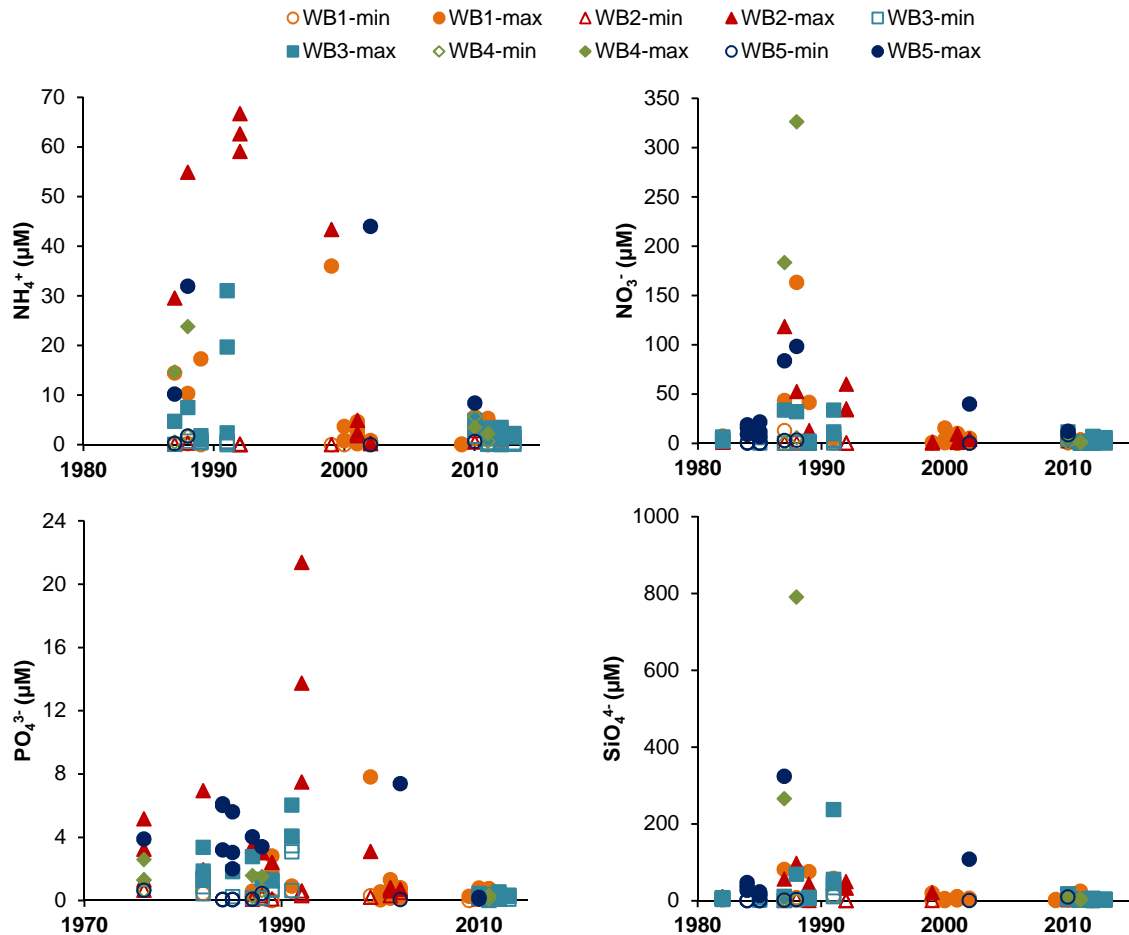 WB1-min WB1-max WB2-min WB2-max WB3-min
WB3-max WB4-min WB4-max WB5-min WB5-max
70
60
50
40
30
20
10
0
NH₄⁺ (µM)
1980 1990 2000 2010
350
300
250
200
150
100
50
0
NO₃⁻ (µM)
1980 1990 2000 2010
24
20
16
12
8
4
0
PO₄³⁻ (µM)
1970 1990 2010
1000
800
600
400
200
0
SiO₄⁴⁻ (µM)
1980 1990 2000 2010